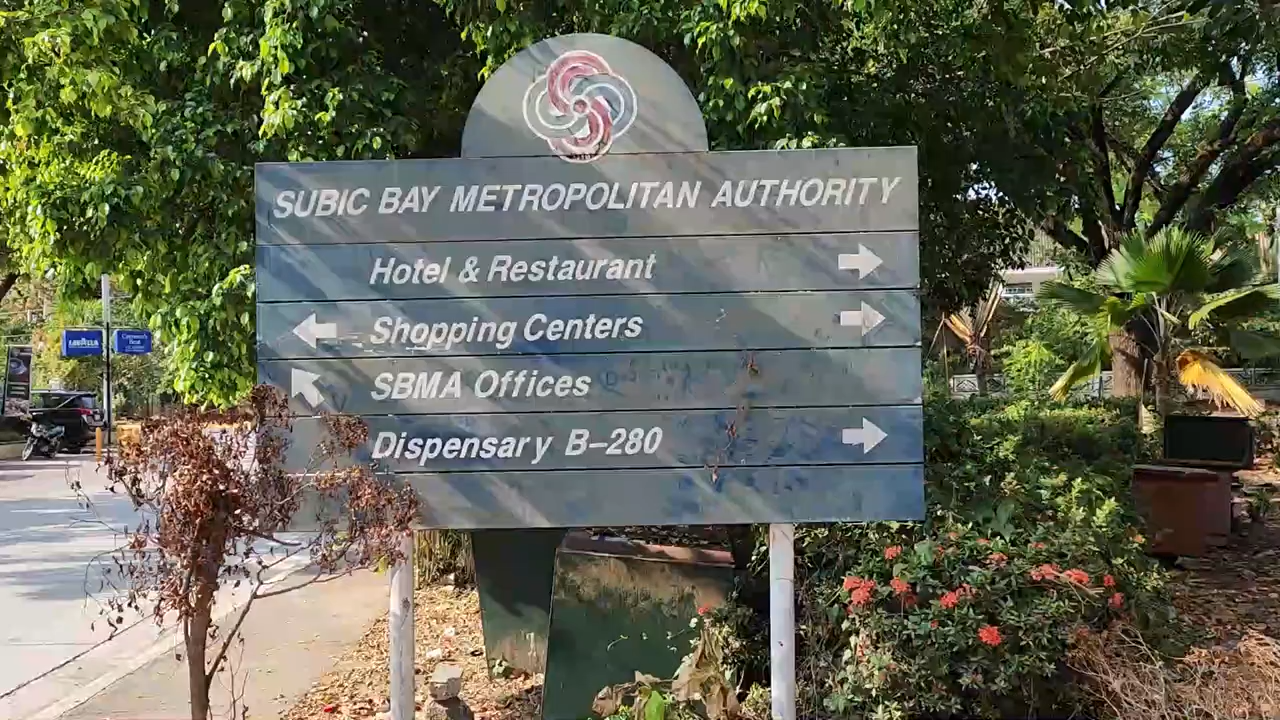 SUBIC BAY METROPOLITAN AUTHORITY
Hotel & Restaurant
Shopping Centers
SBMA Offices
Dispensary B-280